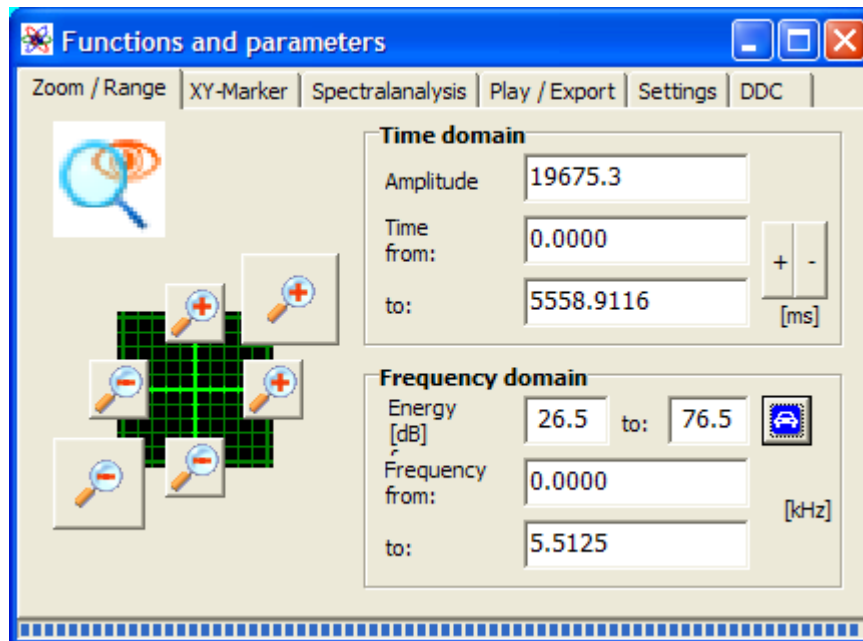 Functions and parameters
Zoom / Range XY-Marker Spectralanalysis Play / Export Settings DDC
Time domain
Amplitude 19675.3
Time
from: 0.0000
+ -
to: 5558.9116
[ms]
Frequency domain
Energy
[dB] 26.5 to: 76.5
Frequency
from: 0.0000
[kHz]
to: 5.5125